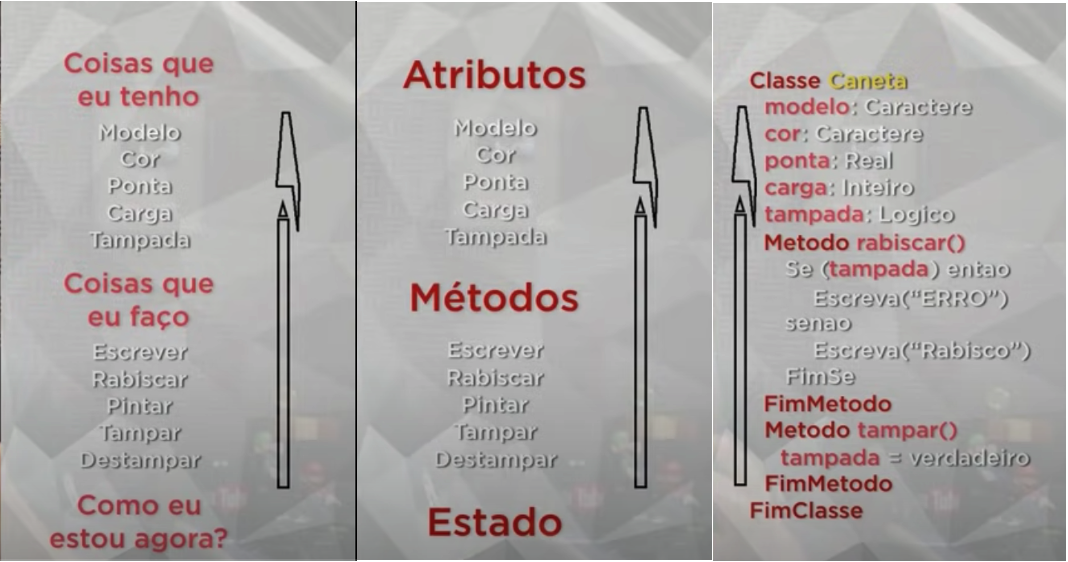 Coisas que
eu tenho
Modelo
Cor
Ponta
Carga
Tampada
Coisas que
eu faço
Escrever
Rabiscar
Pintar
Tampar
Destampar
Como eu
estou agora?
Atributos
Modelo
Cor
Ponta
Carga
Tampada
Métodos
Escrever
Rabiscar
Pintar
Tampar
Destampar
Estado
Classe Caneta
modelo: Caractere
cor: Caractere
ponta: Real
carga: Inteiro
tampada: Logico
Metodo rabiscar()
Se (tampada) entao
Escreva(“ERRO”)
senao
Escreva(“Rabisco”)
FimSe
FimMetodo
Metodo tampar()
tampada = verdadeiro
FimMetodo
FimClasse